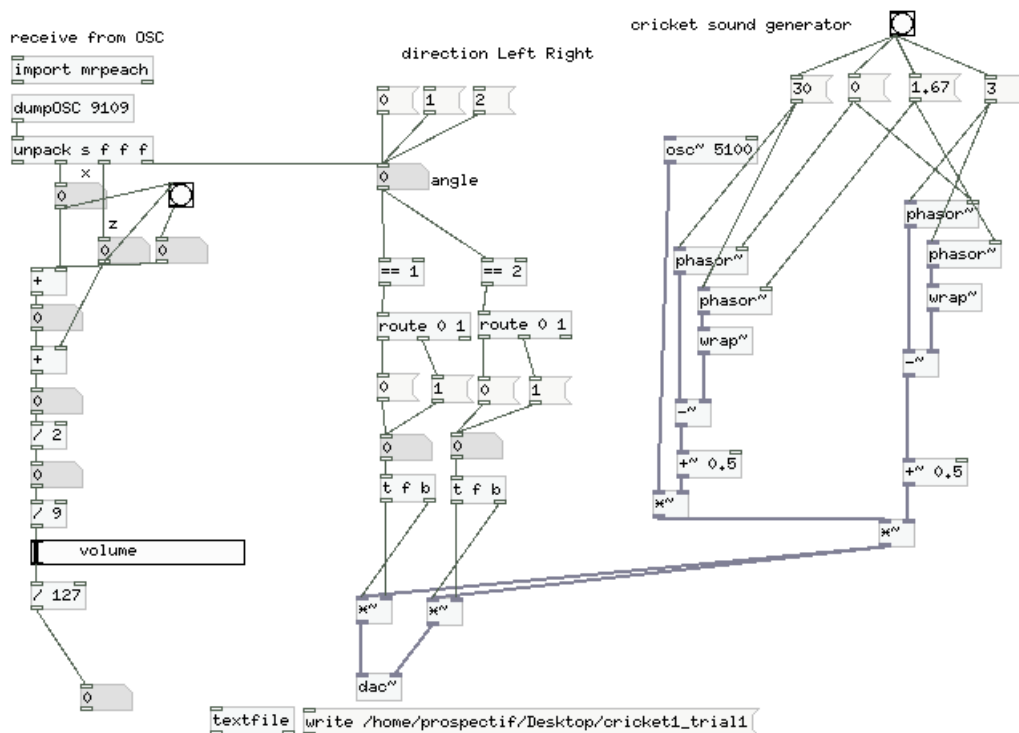 receive from OSC
import mrpeach
dumpOSC 9109
unpack s f f f
0
x
z
0
0
+
0
+
0
/ 2
0
/ 9
volume
/ 127
0
direction Left Right
0 1 2
0 angle
== 1 == 2
route 0 1 route 0 1
0 1 0 1
0 0
t f b t f b
*~ *~
dac~
cricket sound generator
30 0 1.67 3
osc~ 5100
phasor~
phasor~
phasor~
phasor~
wrap~
wrap~
-~
-~
+~ 0.5
+~ 0.5
*~
*~
textfile write /home/prospectif/Desktop/cricket1_trial1